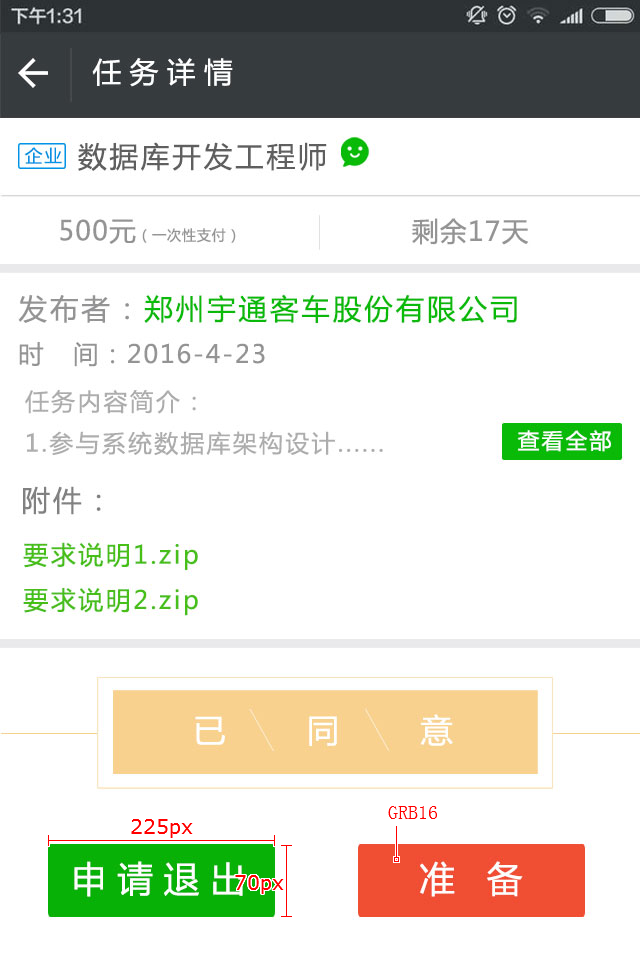 下午1:31
任务详情
企业 数据库开发工程师
500元(一次性支付) 剩余17天
发布者：郑州宇通客车股份有限公司
时 间：2016-4-23
任务内容简介：
1.参与系统数据库架构设计...... 查看全部
附件：
要求说明1.zip
要求说明2.zip
已 同 意
225px GRB16
申请退出 70px 准 备